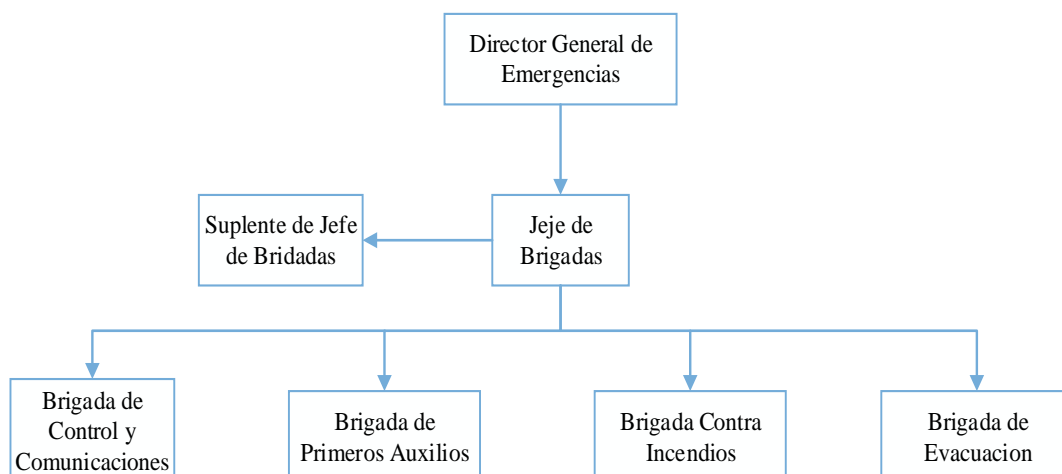 Director General de
Emergencias
Suplente de Jefe
de Bridadas
Jeje de
Brigadas
Brigada de
Control y
Comunicaciones
Brigada de
Primeros Auxilios
Brigada Contra
Incendios
Brigada de
Evacuacion